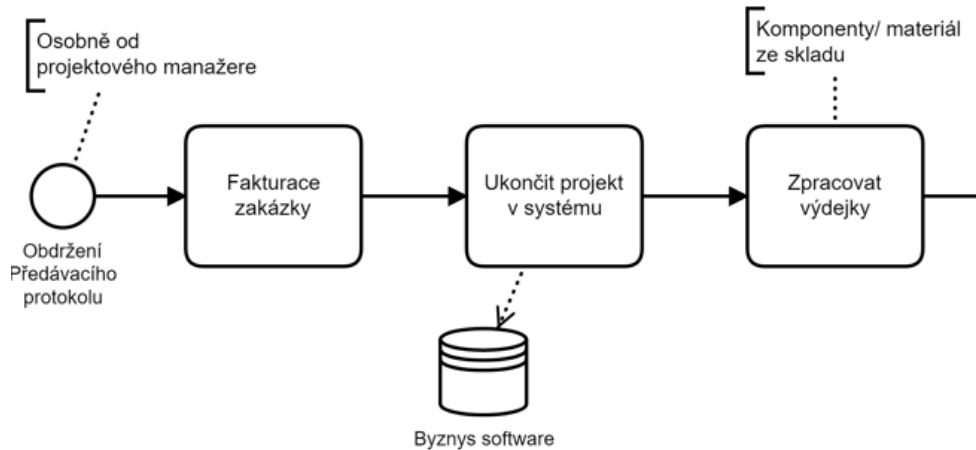 Osobně od
projektového manažere
Komponenty/ materiál
ze skladu
Fakturace
zakázky
Ukončit projekt
v systému
Zpracovat
výdejky
Obdržení
Předávacího
protokolu
Byznys software